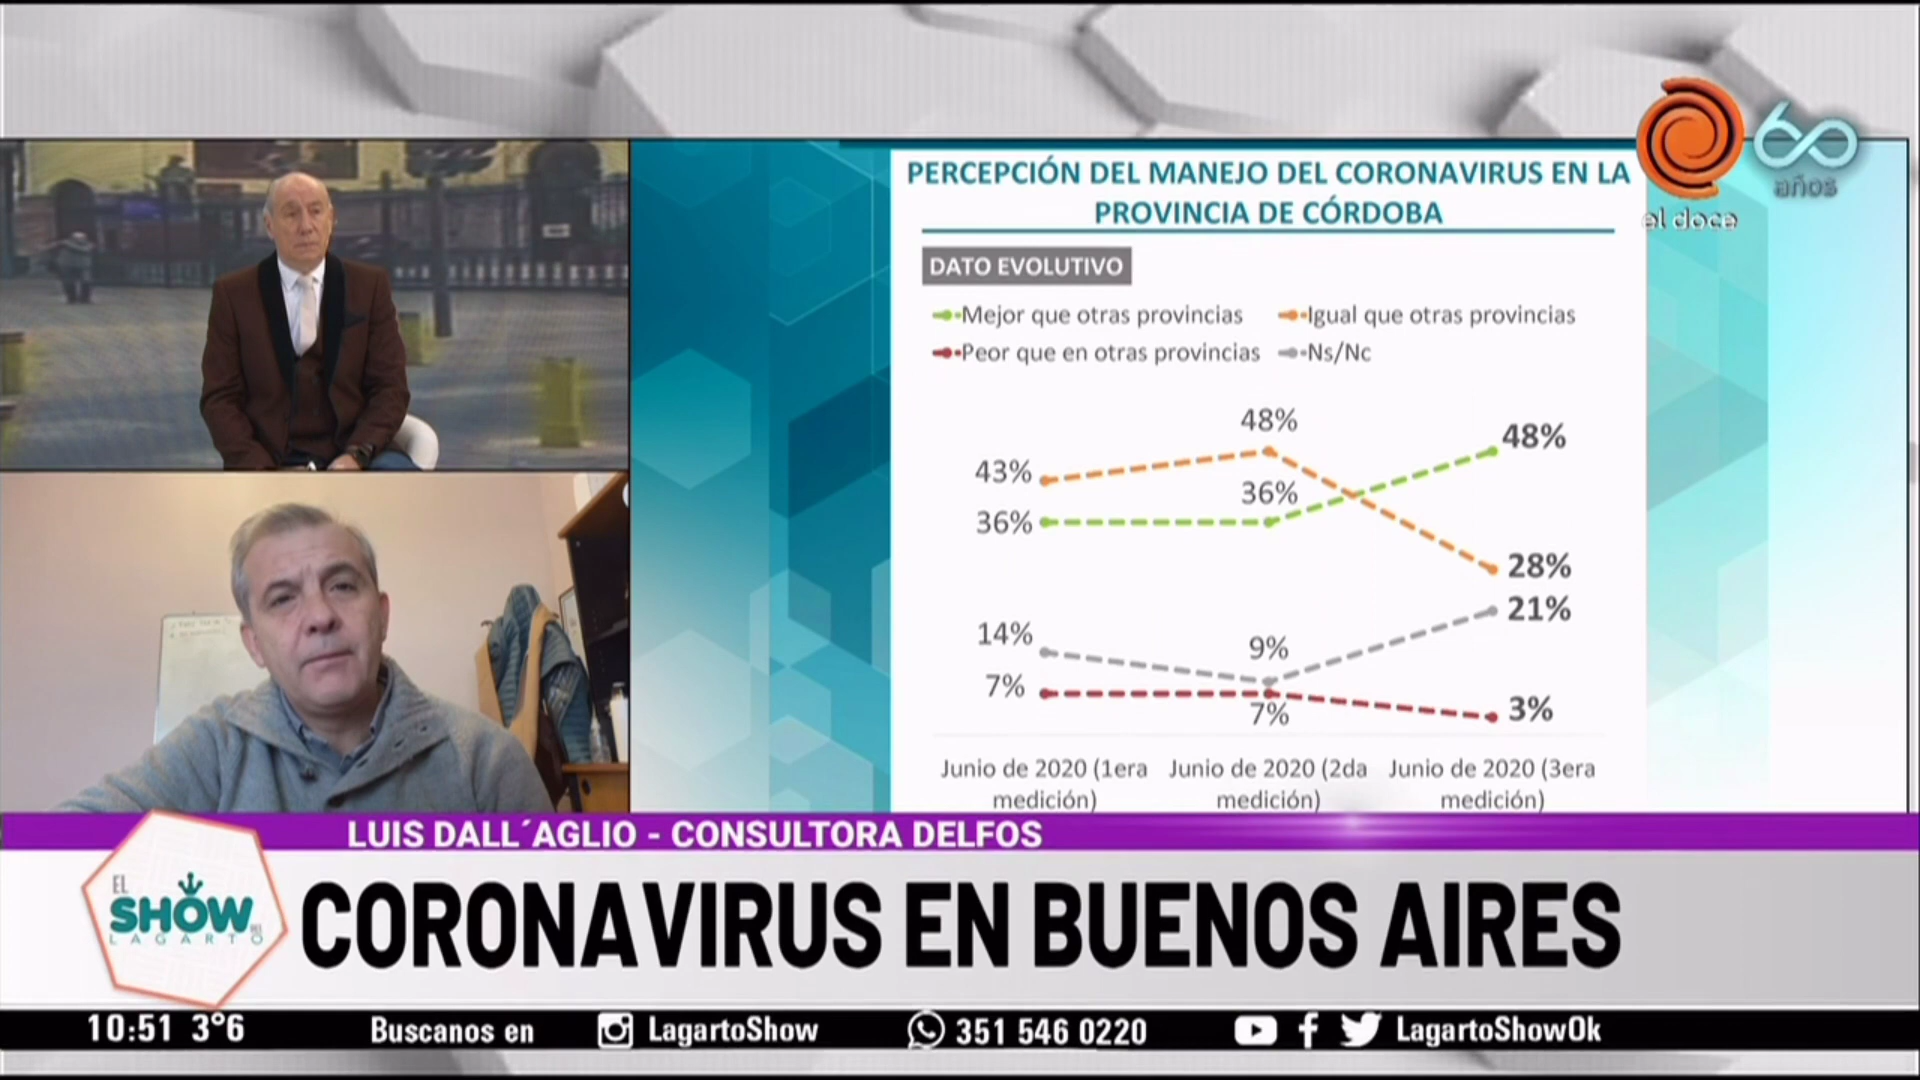 PERCEPCIÓN DEL MANEJO DEL CORONAVIRUS EN LA
PROVINCIA DE CÓRDOBA
el doce
60
años
DATO EVOLUTIVO
Mejor que otras provincias
Igual que otras provincias
Peor que en otras provincias
Ns/Nc
48%
48%
43%
36%
36%
28%
21%
14%
9%
7%
7%
3%
Junio de 2020 (1era
medición)
Junio de 2020 (2da
medición)
Junio de 2020 (3era
medición)
LUIS DALL´AGLIO - CONSULTORA DELFOS
EL
SHOW
DEL
LAGARTO
CORONAVIRUS EN BUENOS AIRES
10:51 3°6
Buscanos en
LagartoShow
351 546 0220
LagartoShowOk